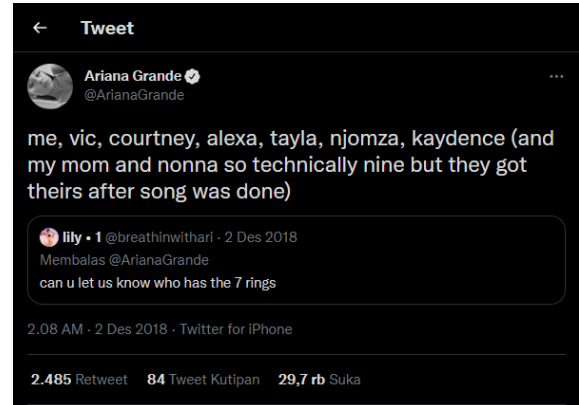 ← Tweet
Ariana Grande
@ArianaGrande
me, vic, courtney, alexa, tayla, njomza, kaydence (and
my mom and nonna so technically nine but they got
theirs after song was done)
lily • 1 @breathinwithari · 2 Des 2018
Membalas @ArianaGrande
can u let us know who has the 7 rings
2.08 AM · 2 Des 2018 · Twitter for iPhone
2.485 Retweet 84 Tweet Kutipan 29,7 rb Suka